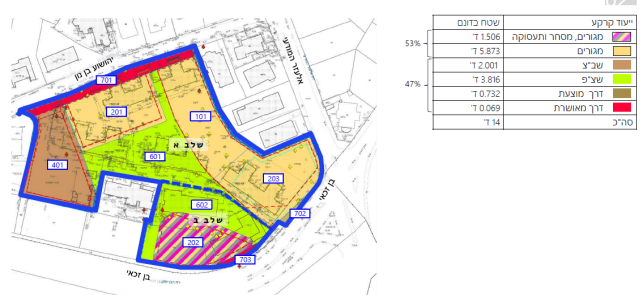 ייעוד קרקע שטח בדונם
מגורים, מסחר ותעסוקה 1.506 ד'
מגורים 5.873 ד'
53%
שב"צ 2.001 ד'
שצ"פ 3.816 ד'
47%
דרך מוצעת 0.732 ד'
דרך מאושרת 0.069 ד'
סה"כ 14 ד'
יהושוע בן נון
אלעזר המודעי
701
201
101
שלב א
601
401
203
בן זכאי
602
702
שלב ב
202
703
בן זכאי